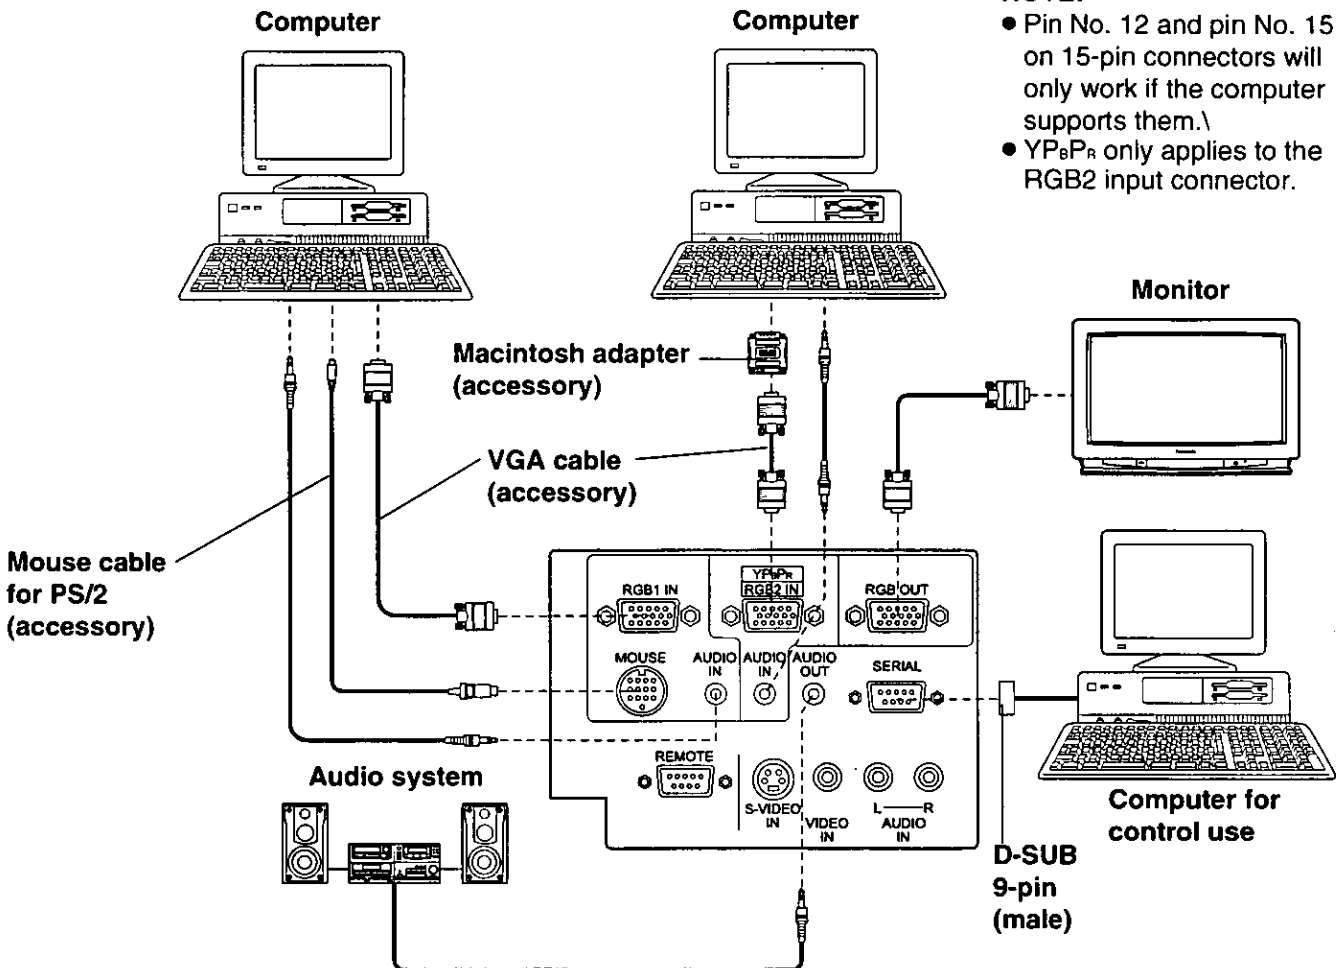 Computer
Computer
● Pin No. 12 and pin No. 15
on 15-pin connectors will
only work if the computer
supports them.\
● YPBPR only applies to the
RGB2 input connector.
Monitor
Macintosh adapter
(accessory)
VGA cable
(accessory)
Mouse cable
for PS/2
(accessory)
YPBPR
RGB1 IN
RGB2 IN
RGB OUT
MOUSE
AUDIO
IN
AUDIO
IN
AUDIO
OUT
SERIAL
REMOTE
S-VIDEO
IN
VIDEO
IN
L R
AUDIO
IN
Audio system
Computer for
control use
D-SUB
9-pin
(male)